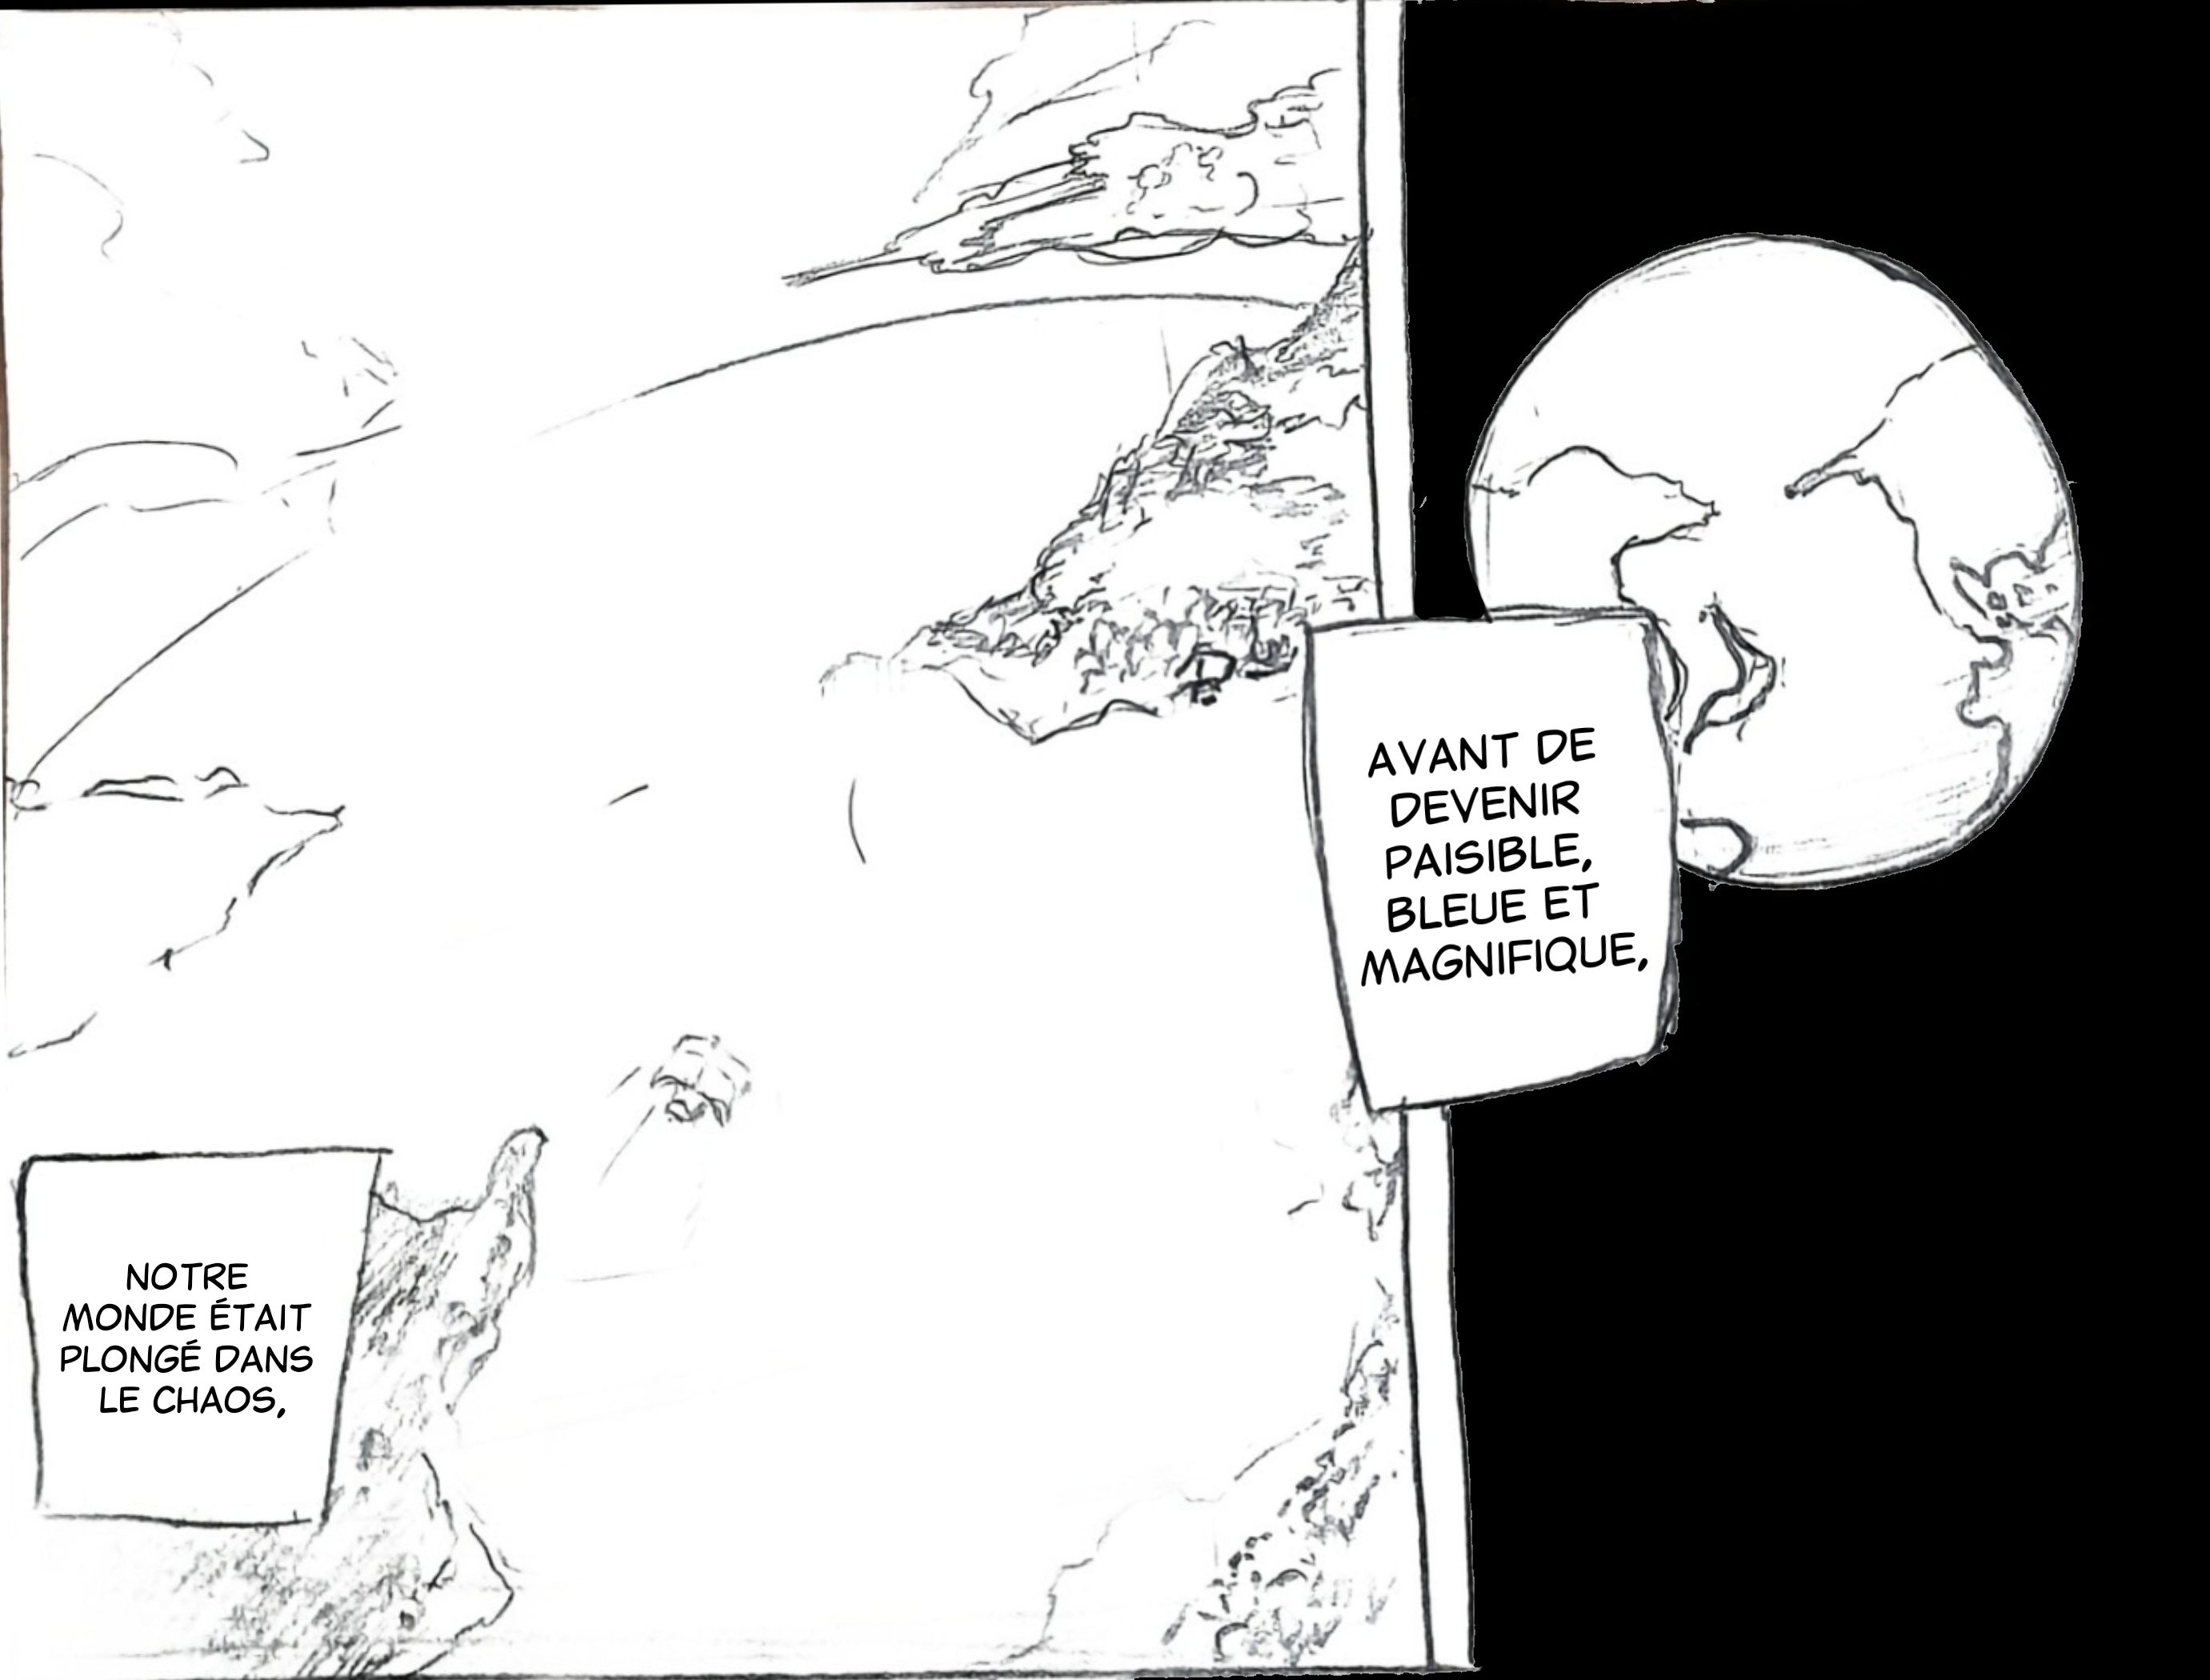 AVANT DE
DEVENIR
PAISIBLE,
BLEUE ET
MAGNIFIQUE,
NOTRE
MONDE ÉTAIT
PLONGÉ DANS
LE CHAOS,